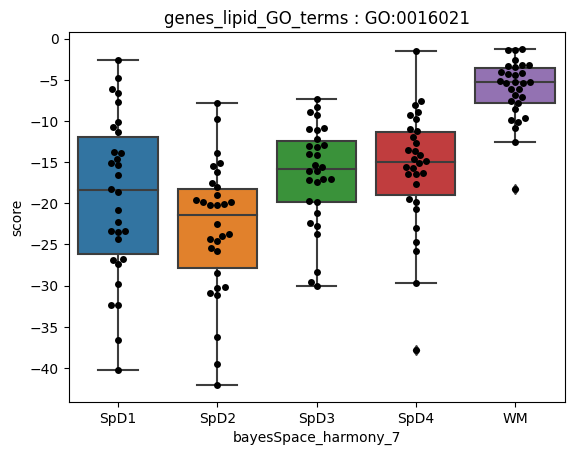 genes_lipid_GO_terms : GO:0016021
score
0
−5
−10
−15
−20
−25
−30
−35
−40
SpD1 SpD2 SpD3 SpD4 WM
bayesSpace_harmony_7